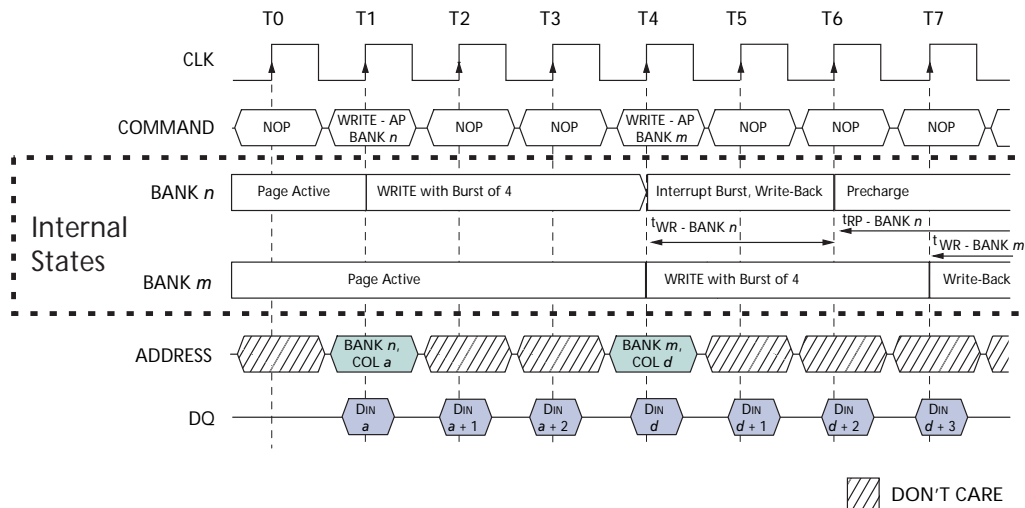 T0 T1 T2 T3 T4 T5 T6 T7
CLK
COMMAND NOP WRITE - AP BANK n NOP NOP WRITE - AP BANK m NOP NOP NOP
Internal States
BANK n Page Active WRITE with Burst of 4 Interrupt Burst, Write-Back Precharge
tWR - BANK n tRP - BANK n
tWR - BANK m
BANK m Page Active WRITE with Burst of 4 Write-Back
ADDRESS BANK n, COL a BANK m, COL d
DQ DIN a DIN a + 1 DIN a + 2 DIN d DIN d + 1 DIN d + 2 DIN d + 3
DON'T CARE